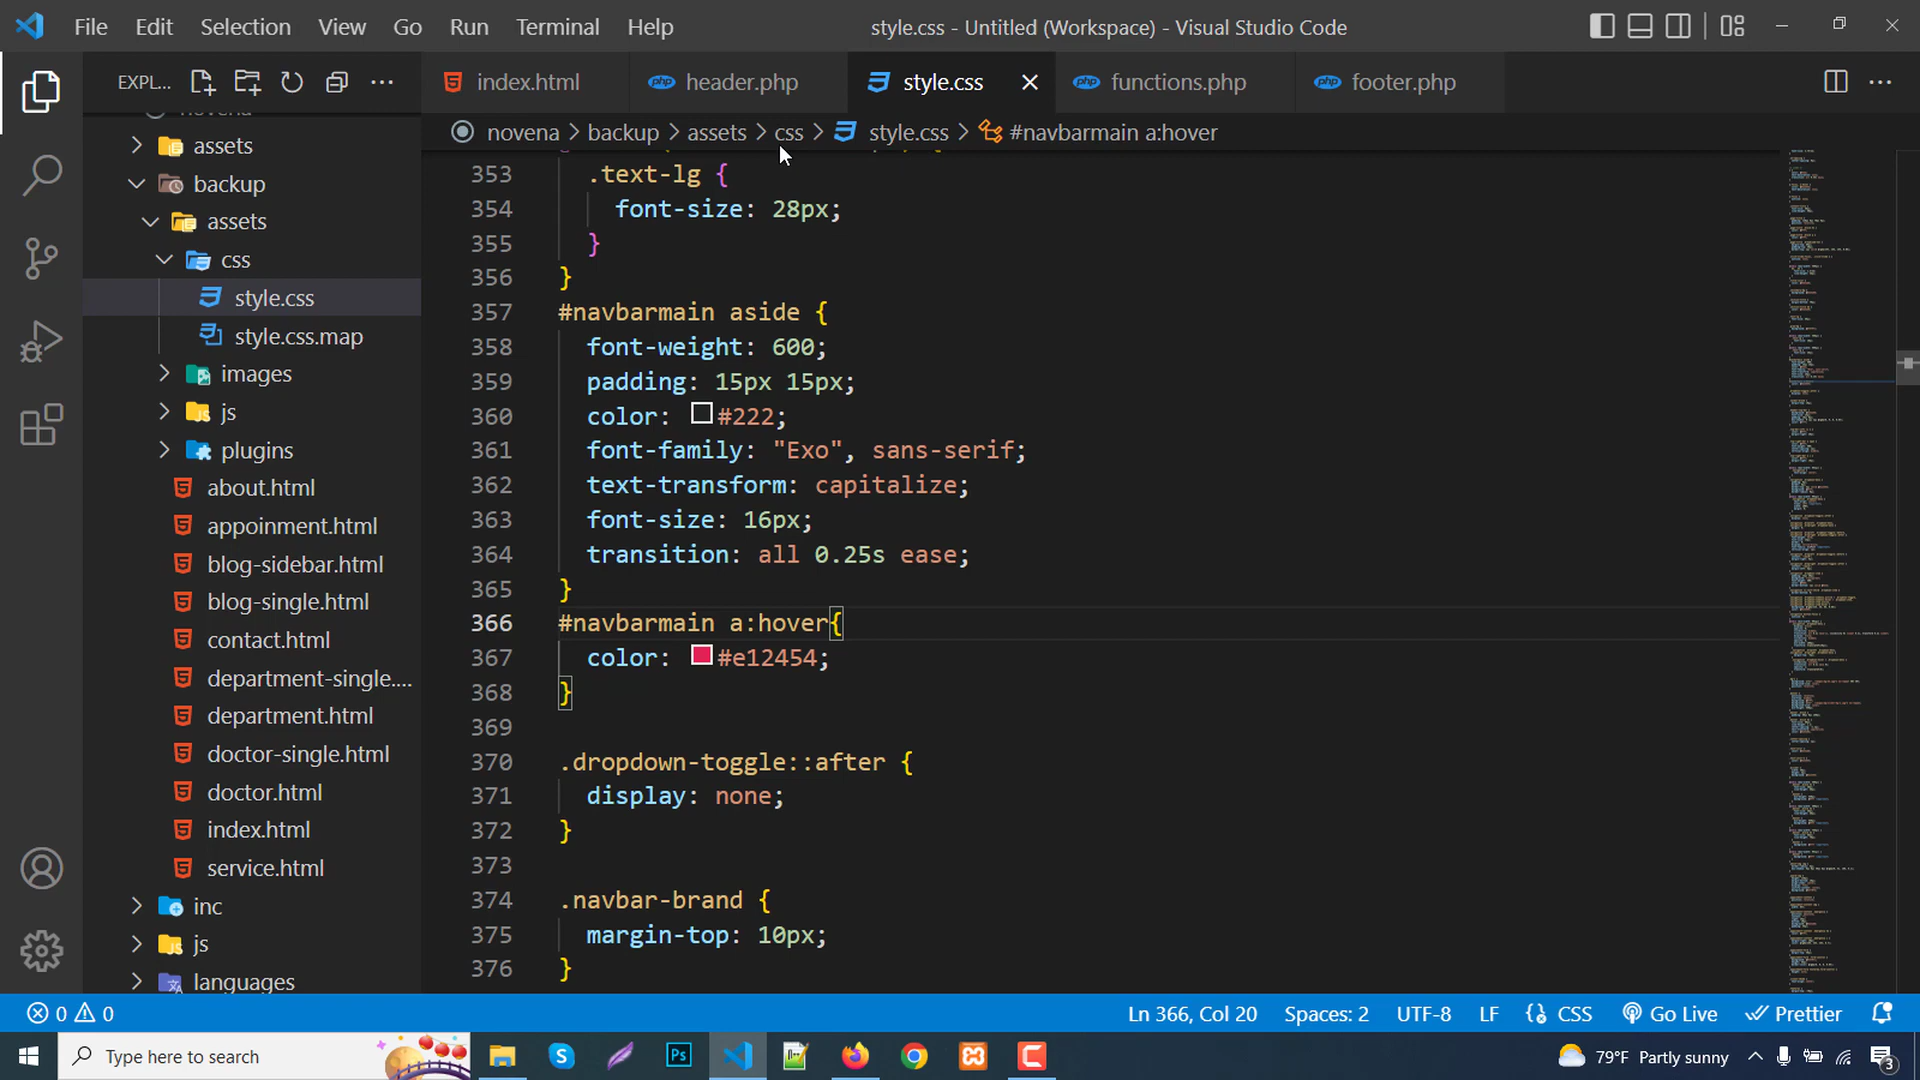 File Edit Selection View Go Run Terminal Help
style.css - Untitled (Workspace) - Visual Studio Code
EXPL...
index.html
header.php
style.css
functions.php
footer.php
novena > backup > assets > css > style.css > #navbarmain a:hover
novena
assets
backup
assets
css
style.css
style.css.map
images
js
plugins
about.html
appoinment.html
blog-sidebar.html
blog-single.html
contact.html
department-single....
department.html
doctor-single.html
doctor.html
index.html
service.html
inc
js
languages
353 .text-lg {
354 font-size: 28px;
355 }
356 }
357 #navbarmain aside {
358 font-weight: 600;
359 padding: 15px 15px;
360 color: #222;
361 font-family: "Exo", sans-serif;
362 text-transform: capitalize;
363 font-size: 16px;
364 transition: all 0.25s ease;
365 }
366 #navbarmain a:hover{
367 color: #e12454;
368 }
369
370 .dropdown-toggle::after {
371 display: none;
372 }
373
374 .navbar-brand {
375 margin-top: 10px;
376 }
0 0
Ln 366, Col 20 Spaces: 2 UTF-8 LF CSS Go Live Prettier
Type here to search
79°F Partly sunny
3